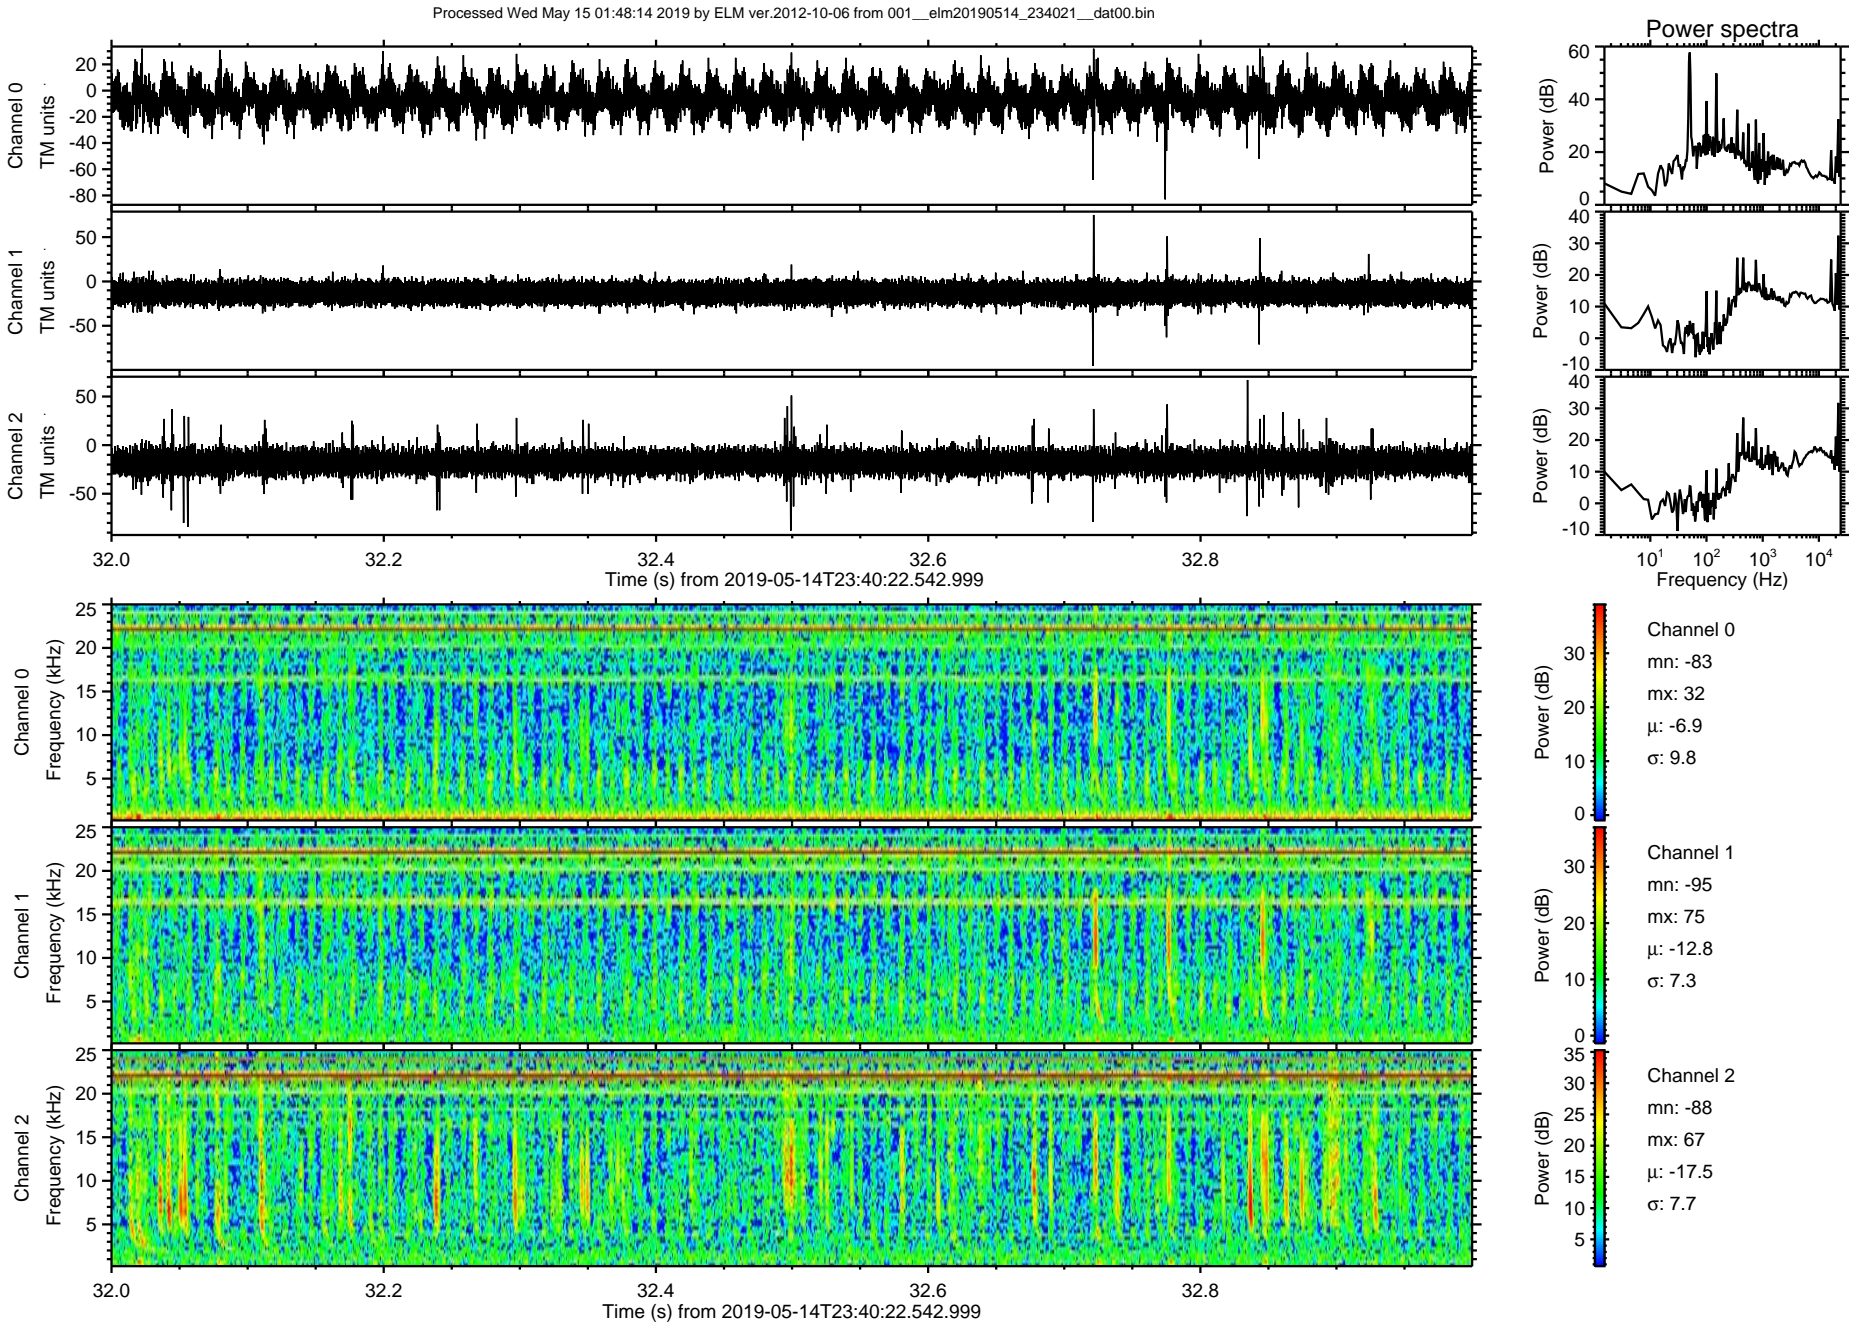 Processed Wed May 15 01:48:14 2019 by ELM ver.2012-10-06 from 001__elm20190514_234021__dat00.bin
Power spectra
Channel 0
TM units
20
0
-20
-40
-60
-80
Power (dB)
60
40
20
0
Channel 1
TM units
50
0
-50
Power (dB)
40
30
20
10
0
-10
Channel 2
TM units
50
0
-50
Power (dB)
40
30
20
10
0
-10
32.0 32.2 32.4 32.6 32.8
Time (s) from 2019-05-14T23:40:22.542.999
10¹ 10² 10³ 10⁴
Frequency (Hz)
Channel 0
Frequency (kHz)
25
20
15
10
5
Power (dB)
30
20
10
0
Channel 0
mn: -83
mx: 32
μ: -6.9
σ: 9.8
Channel 1
Frequency (kHz)
25
20
15
10
5
Power (dB)
30
20
10
0
Channel 1
mn: -95
mx: 75
μ: -12.8
σ: 7.3
Channel 2
Frequency (kHz)
25
20
15
10
5
Power (dB)
35
30
25
20
15
10
5
Channel 2
mn: -88
mx: 67
μ: -17.5
σ: 7.7
32.0 32.2 32.4 32.6 32.8
Time (s) from 2019-05-14T23:40:22.542.999